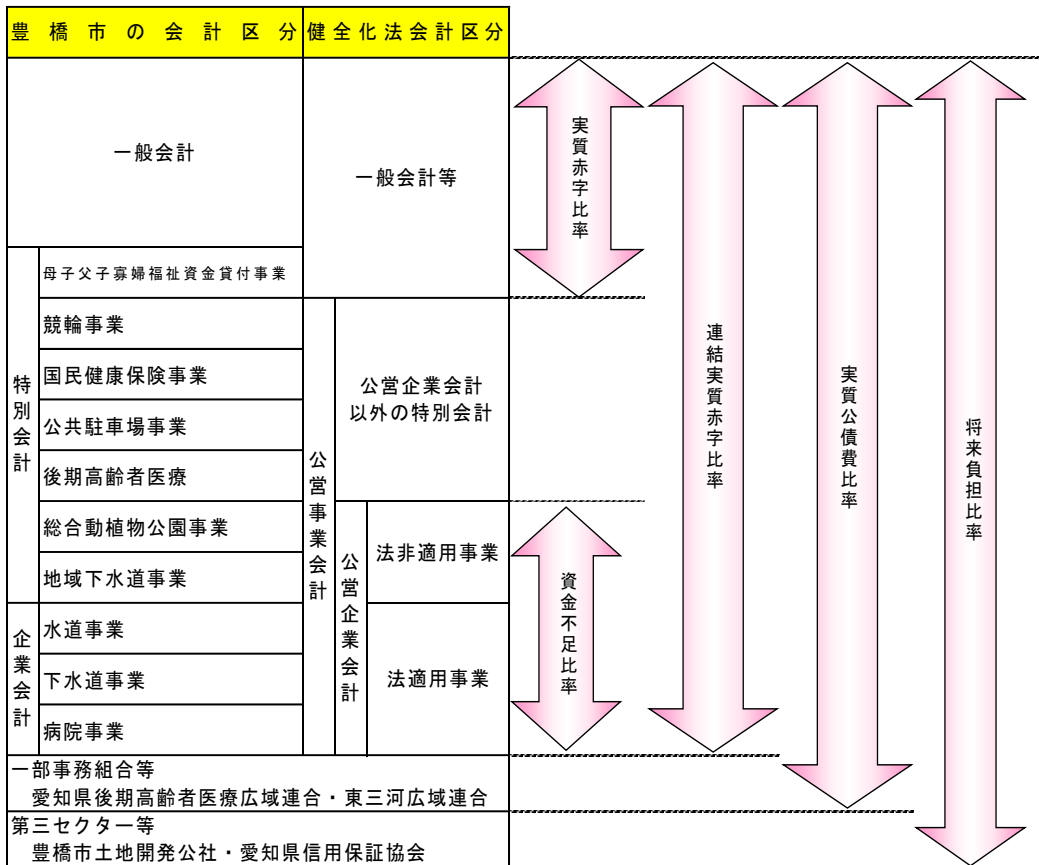 豊橋市の会計区分
健全化法会計区分
一般会計
一般会計等
実質赤字比率
連結実質赤字比率
実質公債費比率
将来負担比率
特別会計
母子父子寡婦福祉資金貸付事業
競輪事業
国民健康保険事業
公共駐車場事業
後期高齢者医療
総合動植物公園事業
地域下水道事業
公営事業会計
公営企業会計
以外の特別会計
公営企業会計
法非適用事業
法適用事業
資金不足比率
企業会計
水道事業
下水道事業
病院事業
一部事務組合等
愛知県後期高齢者医療広域連合・東三河広域連合
第三セクター等
豊橋市土地開発公社・愛知県信用保証協会